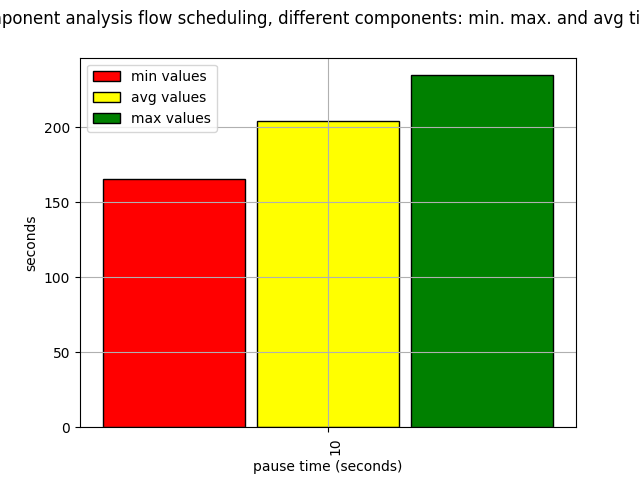 ponent analysis flow scheduling, different components: min. max. and avg ti
min values
avg values
max values
200
150
100
50
0
seconds
10
pause time (seconds)